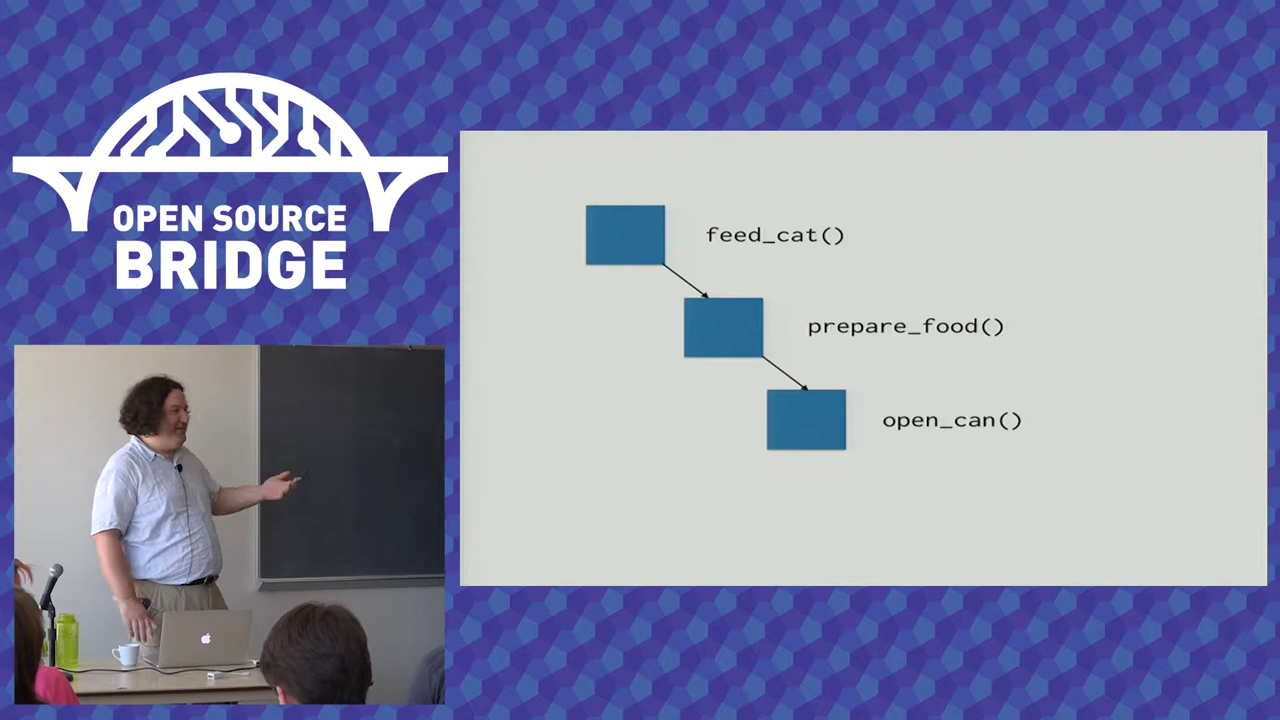 OPEN SOURCE
BRIDGE
feed_cat()
prepare_food()
open_can()